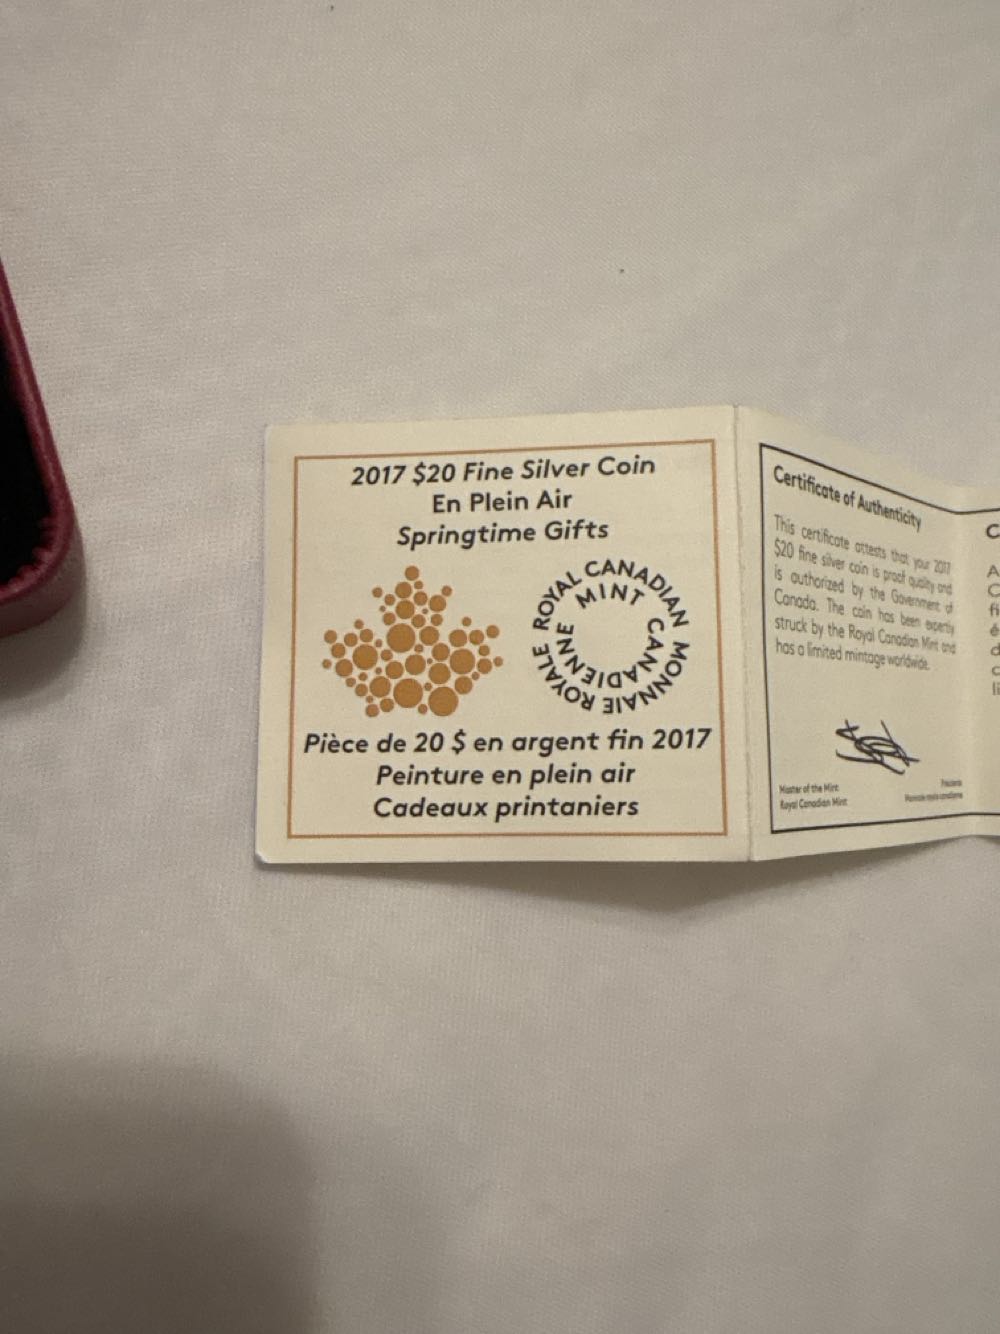 2017 $20 Fine Silver Coin
En Plein Air
Springtime Gifts
ROYAL CANADIAN MINT
MONNAIE ROYALE CANADIENNE
Pièce de 20 $ en argent fin 2017
Peinture en plein air
Cadeaux printaniers
Certificate of Authenticity
This certificate attests that your 2017
$20 fine silver coin is proof quality and
is authorized by the Government of
Canada. The coin has been expertly
struck by the Royal Canadian Mint and
has a limited mintage worldwide.
Master of the Mint
Royal Canadian Mint
Monnaie royale canadienne